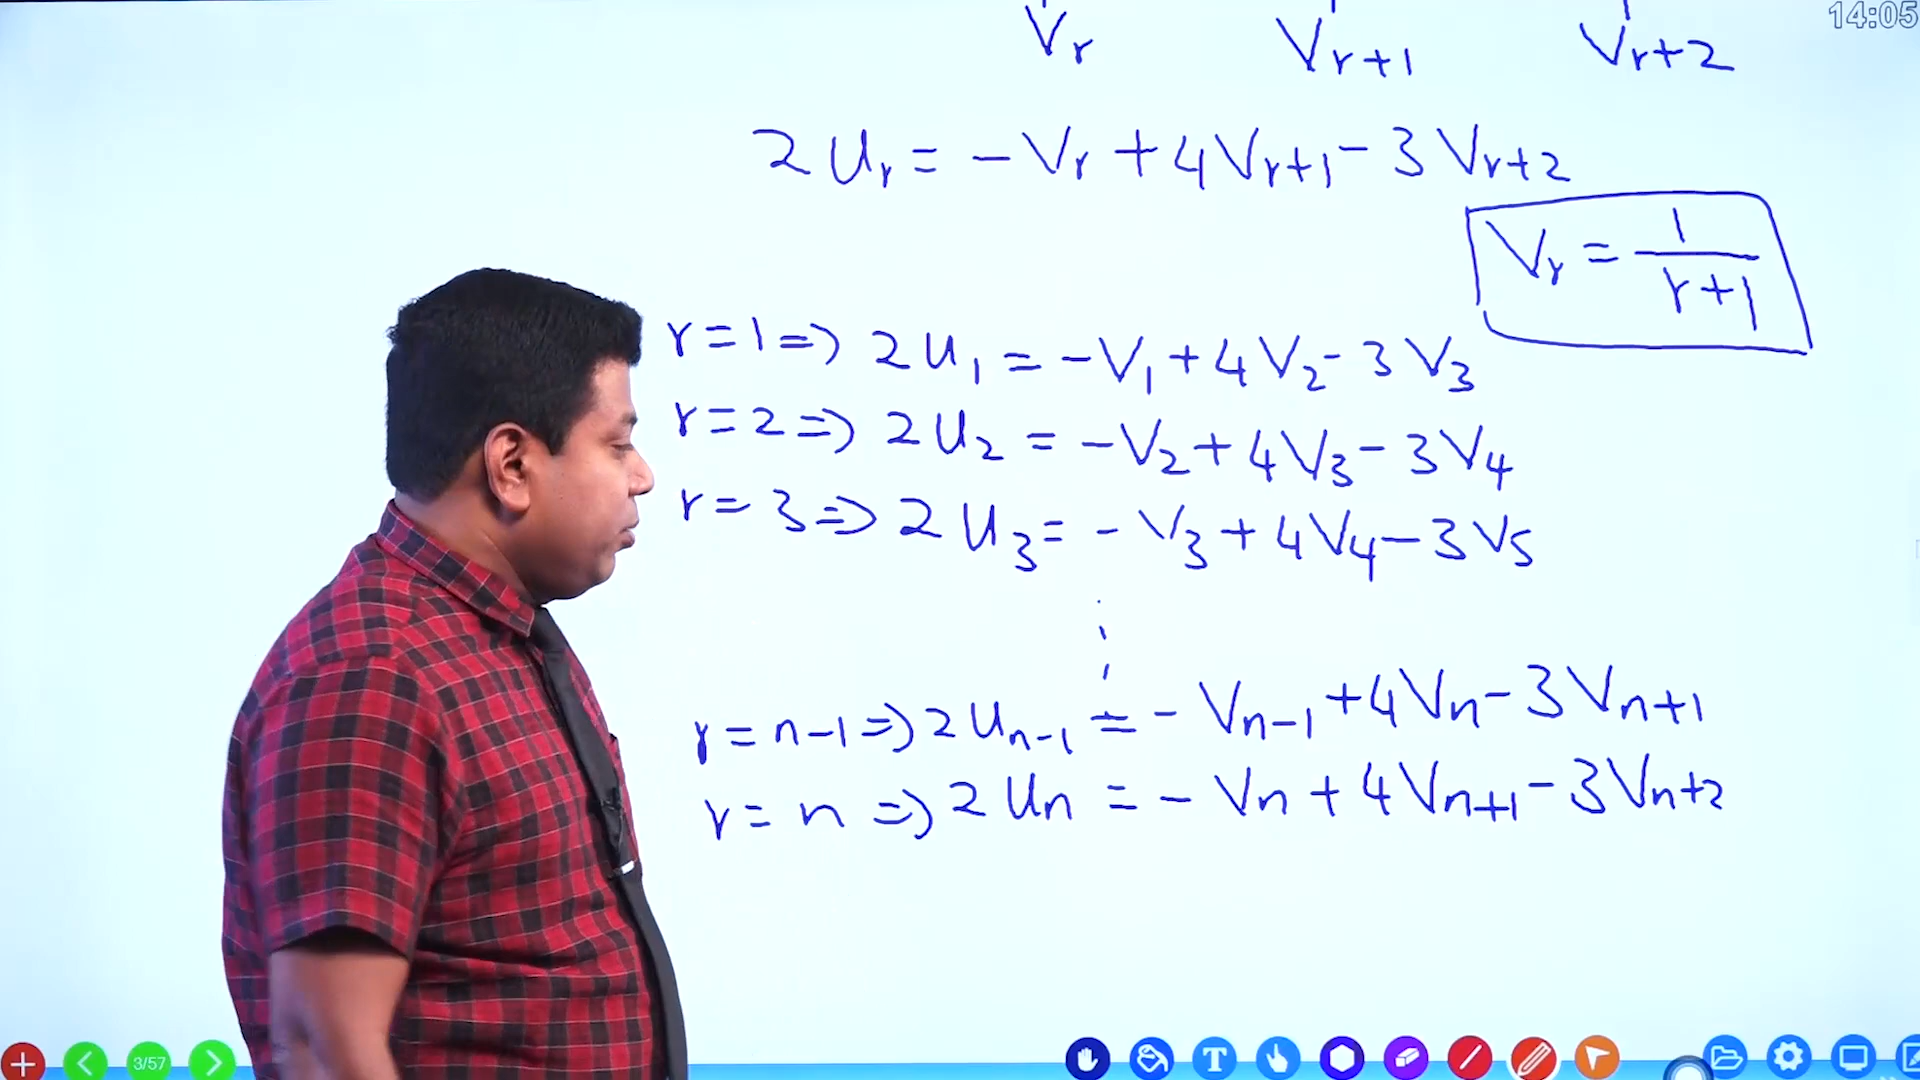 14:05
Vr Vr+1 Vr+2
2Ur = -Vr + 4Vr+1 - 3Vr+2
Vr = 1/(r+1)
r=1 => 2U1 = -V1 + 4V2 - 3V3
r=2 => 2U2 = -V2 + 4V3 - 3V4
r=3 => 2U3 = -V3 + 4V4 - 3V5
r=n-1 => 2Un-1 = -Vn-1 + 4Vn - 3Vn+1
r=n => 2Un = -Vn + 4Vn+1 - 3Vn+2
3/57
T